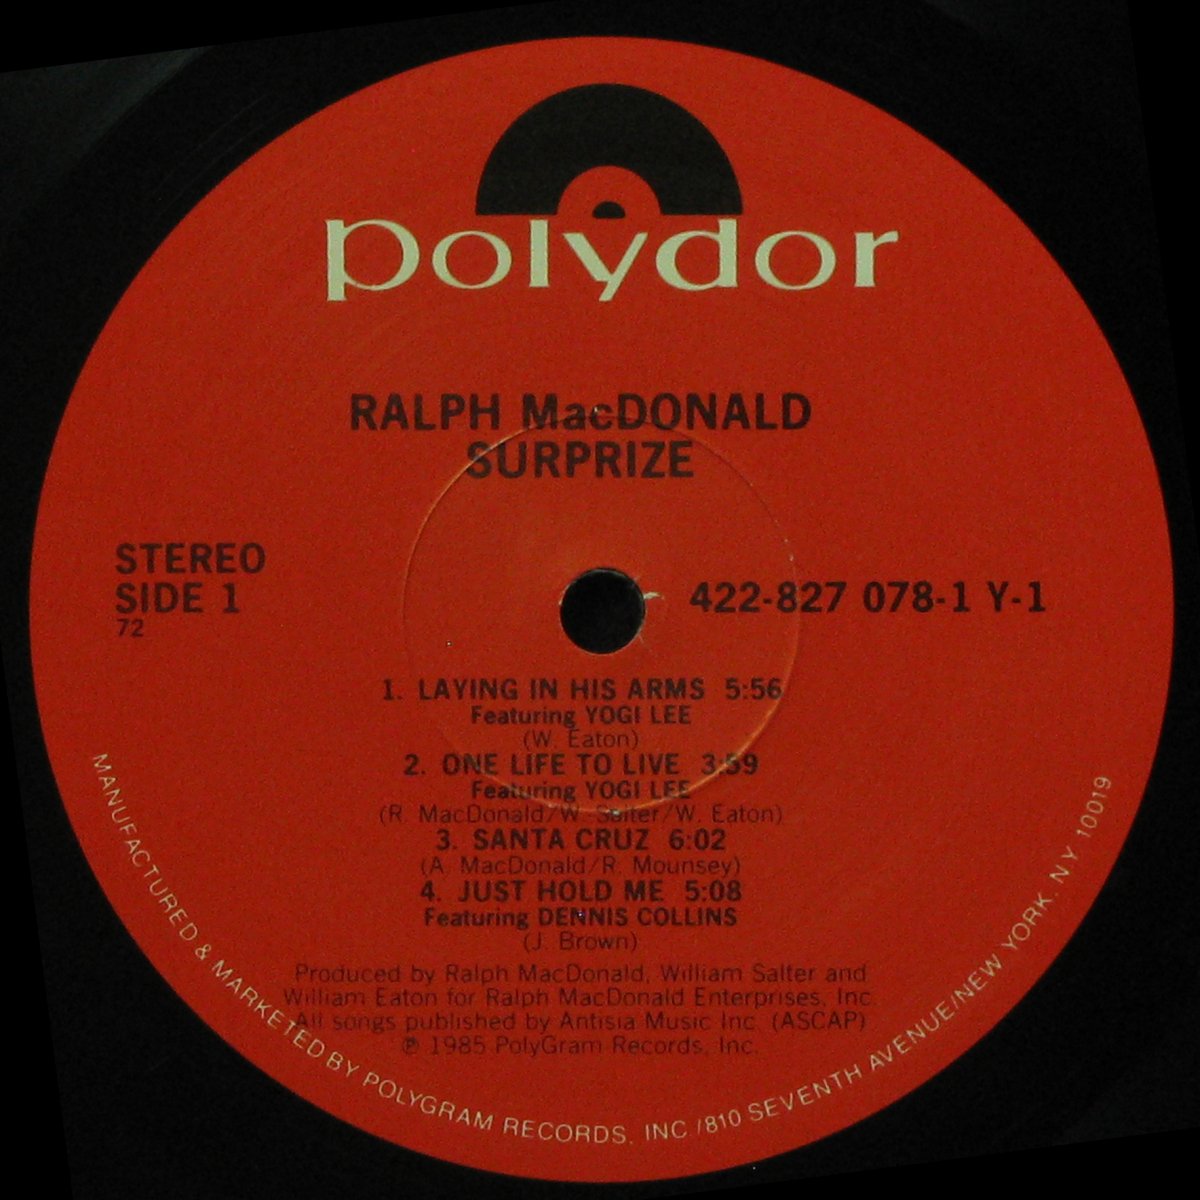 polydor
RALPH MacDONALD
SURPRIZE
STEREO
SIDE 1
72
422-827 078-1 Y-1
1. LAYING IN HIS ARMS 5:56
Featuring YOGI LEE
(W. Eaton)
2. ONE LIFE TO LIVE 3:59
Featuring YOGI LEE
(R. MacDonald/W. Salter/W. Eaton)
3. SANTA CRUZ 6:02
(A. MacDonald/R. Mounsey)
4. JUST HOLD ME 5:08
Featuring DENNIS COLLINS
(J. Brown)
Produced by Ralph MacDonald, William Salter and
William Eaton for Ralph MacDonald Enterprises, Inc.
All songs published by Antisia Music Inc. (ASCAP)
℗ 1985 PolyGram Records, Inc.
MANUFACTURED & MARKETED BY POLYGRAM RECORDS, INC./810 SEVENTH AVENUE/NEW YORK, NY 10019